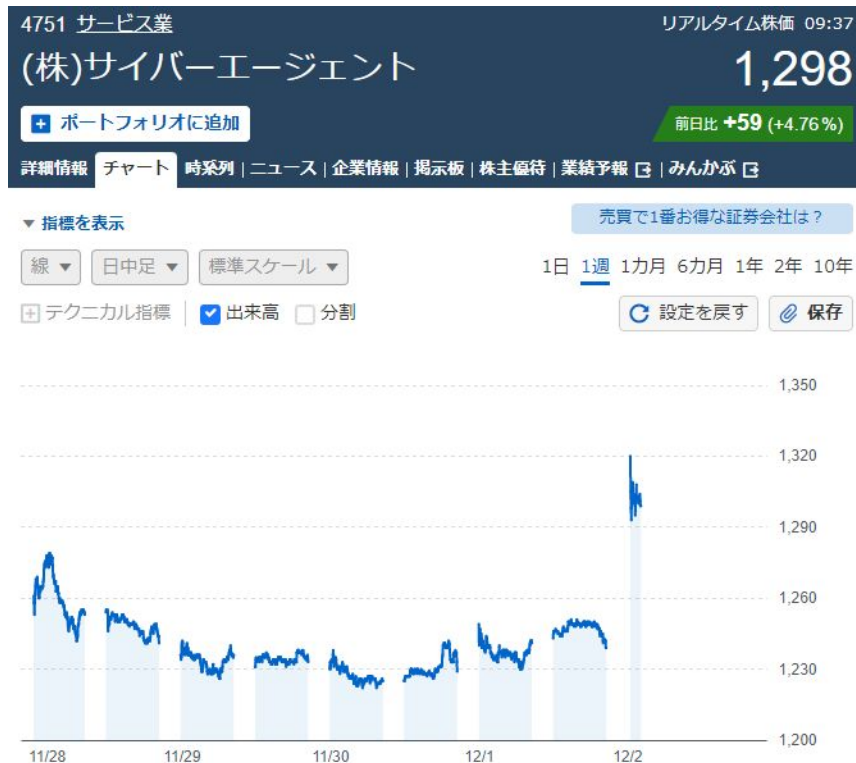 4751 サービス業 リアルタイム株価 09:37
(株)サイバーエージェント 1,298
ポートフォリオに追加 前日比 +59 (+4.76%)
詳細情報 チャート 時系列 | ニュース | 企業情報 | 掲示板 | 株主優待 | 業績予報 | みんかぶ
▼ 指標を表示 売買で1番お得な証券会社は？
線 ▼ 日中足 ▼ 標準スケール ▼ 1日 1週 1カ月 6カ月 1年 2年 10年
+ テクニカル指標 出来高 分割 設定を戻す 保存
1,350
1,320
1,290
1,260
1,230
1,200
11/28 11/29 11/30 12/1 12/2